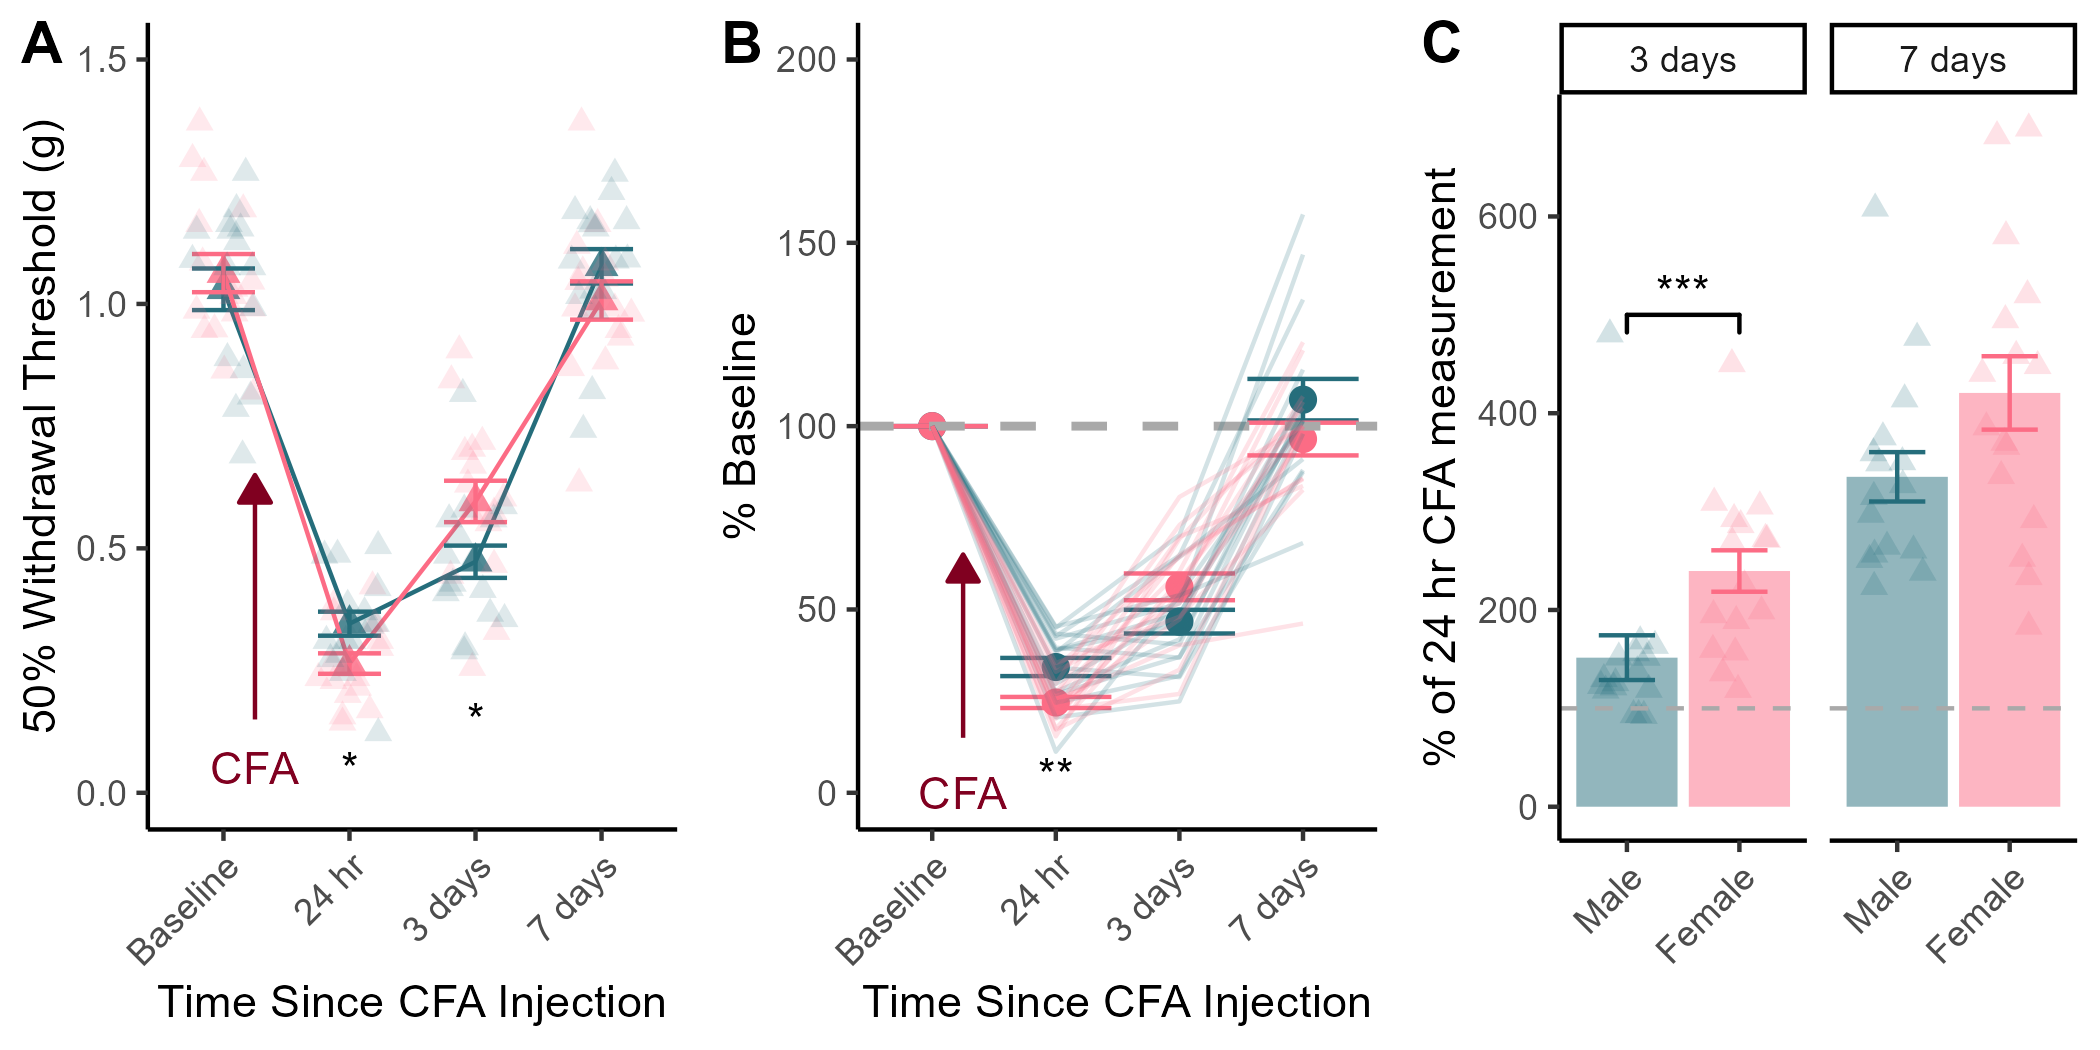 A
50% Withdrawal Threshold (g)
1.5
1.0
0.5
0.0
CFA
*
*
Baseline
24 hr
3 days
7 days
Time Since CFA Injection
B
% Baseline
200
150
100
50
0
CFA
**
Baseline
24 hr
3 days
7 days
Time Since CFA Injection
C
% of 24 hr CFA measurement
3 days
7 days
600
400
200
0
***
Male
Female
Male
Female